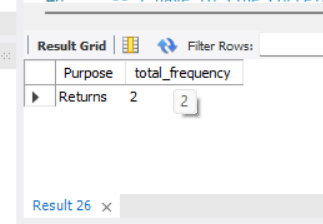 Result Grid Filter Rows:
Purpose total_frequency
Returns 2
2
Result 26 ×